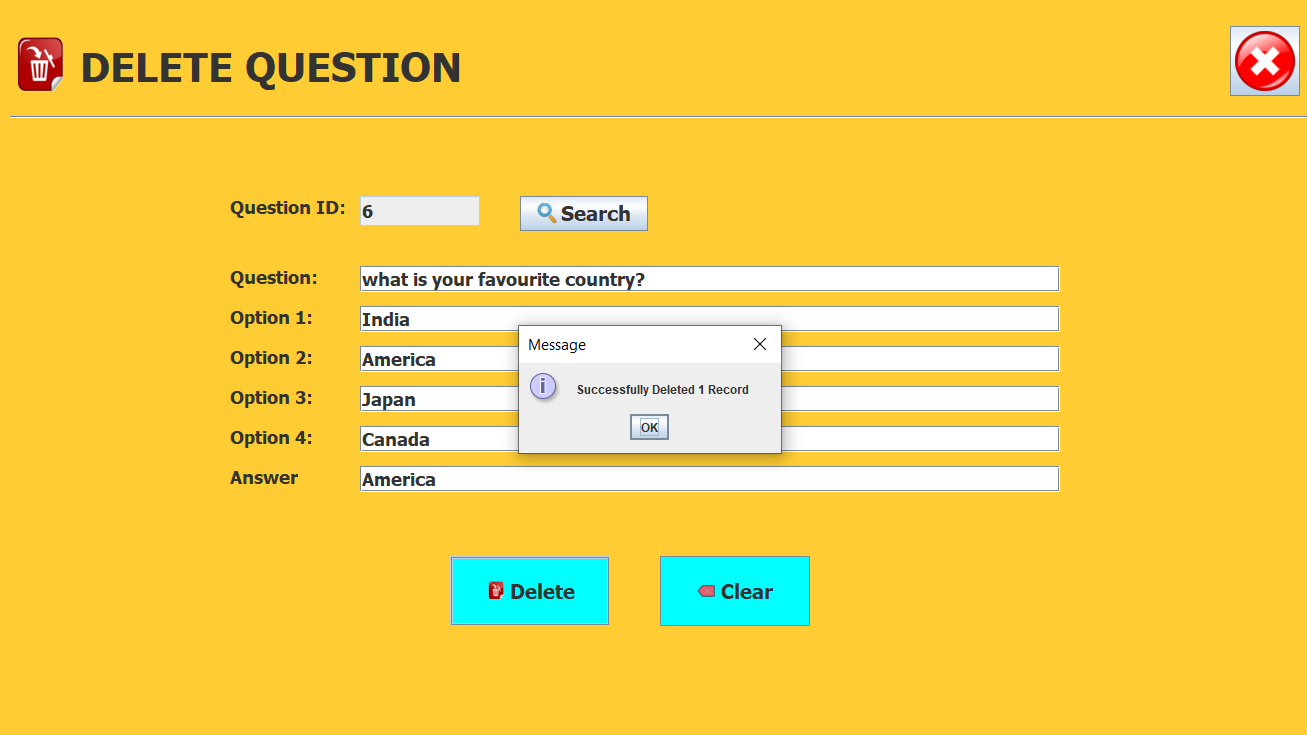 DELETE QUESTION
Question ID: 6 Search
Question: what is your favourite country?
Option 1: India
Message
Option 2: America
Successfully Deleted 1 Record
Option 3: Japan
OK
Option 4: Canada
Answer America
Delete Clear